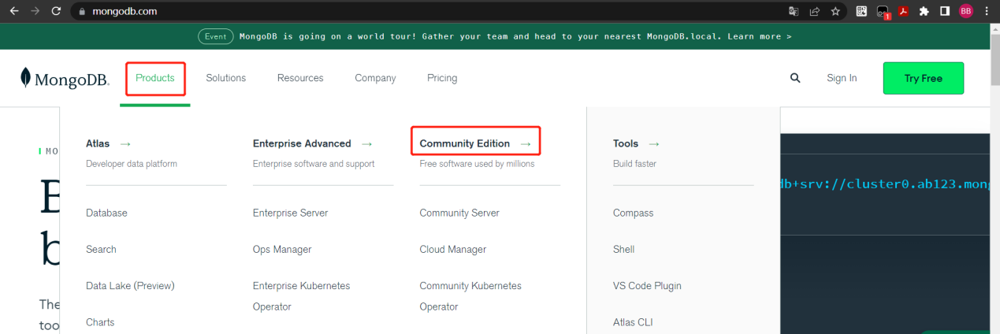 mongodb.com
1
BB
Event MongoDB is going on a world tour! Gather your team and head to your nearest MongoDB.local. Learn more >
MongoDB.
Products
Solutions
Resources
Company
Pricing
Sign In
Try Free
Atlas →
Developer data platform
Database
Search
Data Lake (Preview)
Charts
Enterprise Advanced →
Enterprise software and support
Enterprise Server
Ops Manager
Enterprise Kubernetes
Operator
Community Edition →
Free software used by millions
Community Server
Cloud Manager
Community Kubernetes
Operator
Tools →
Build faster
Compass
Shell
VS Code Plugin
Atlas CLI
MO
B
b
The
too
db+srv://cluster0.ab123.mong